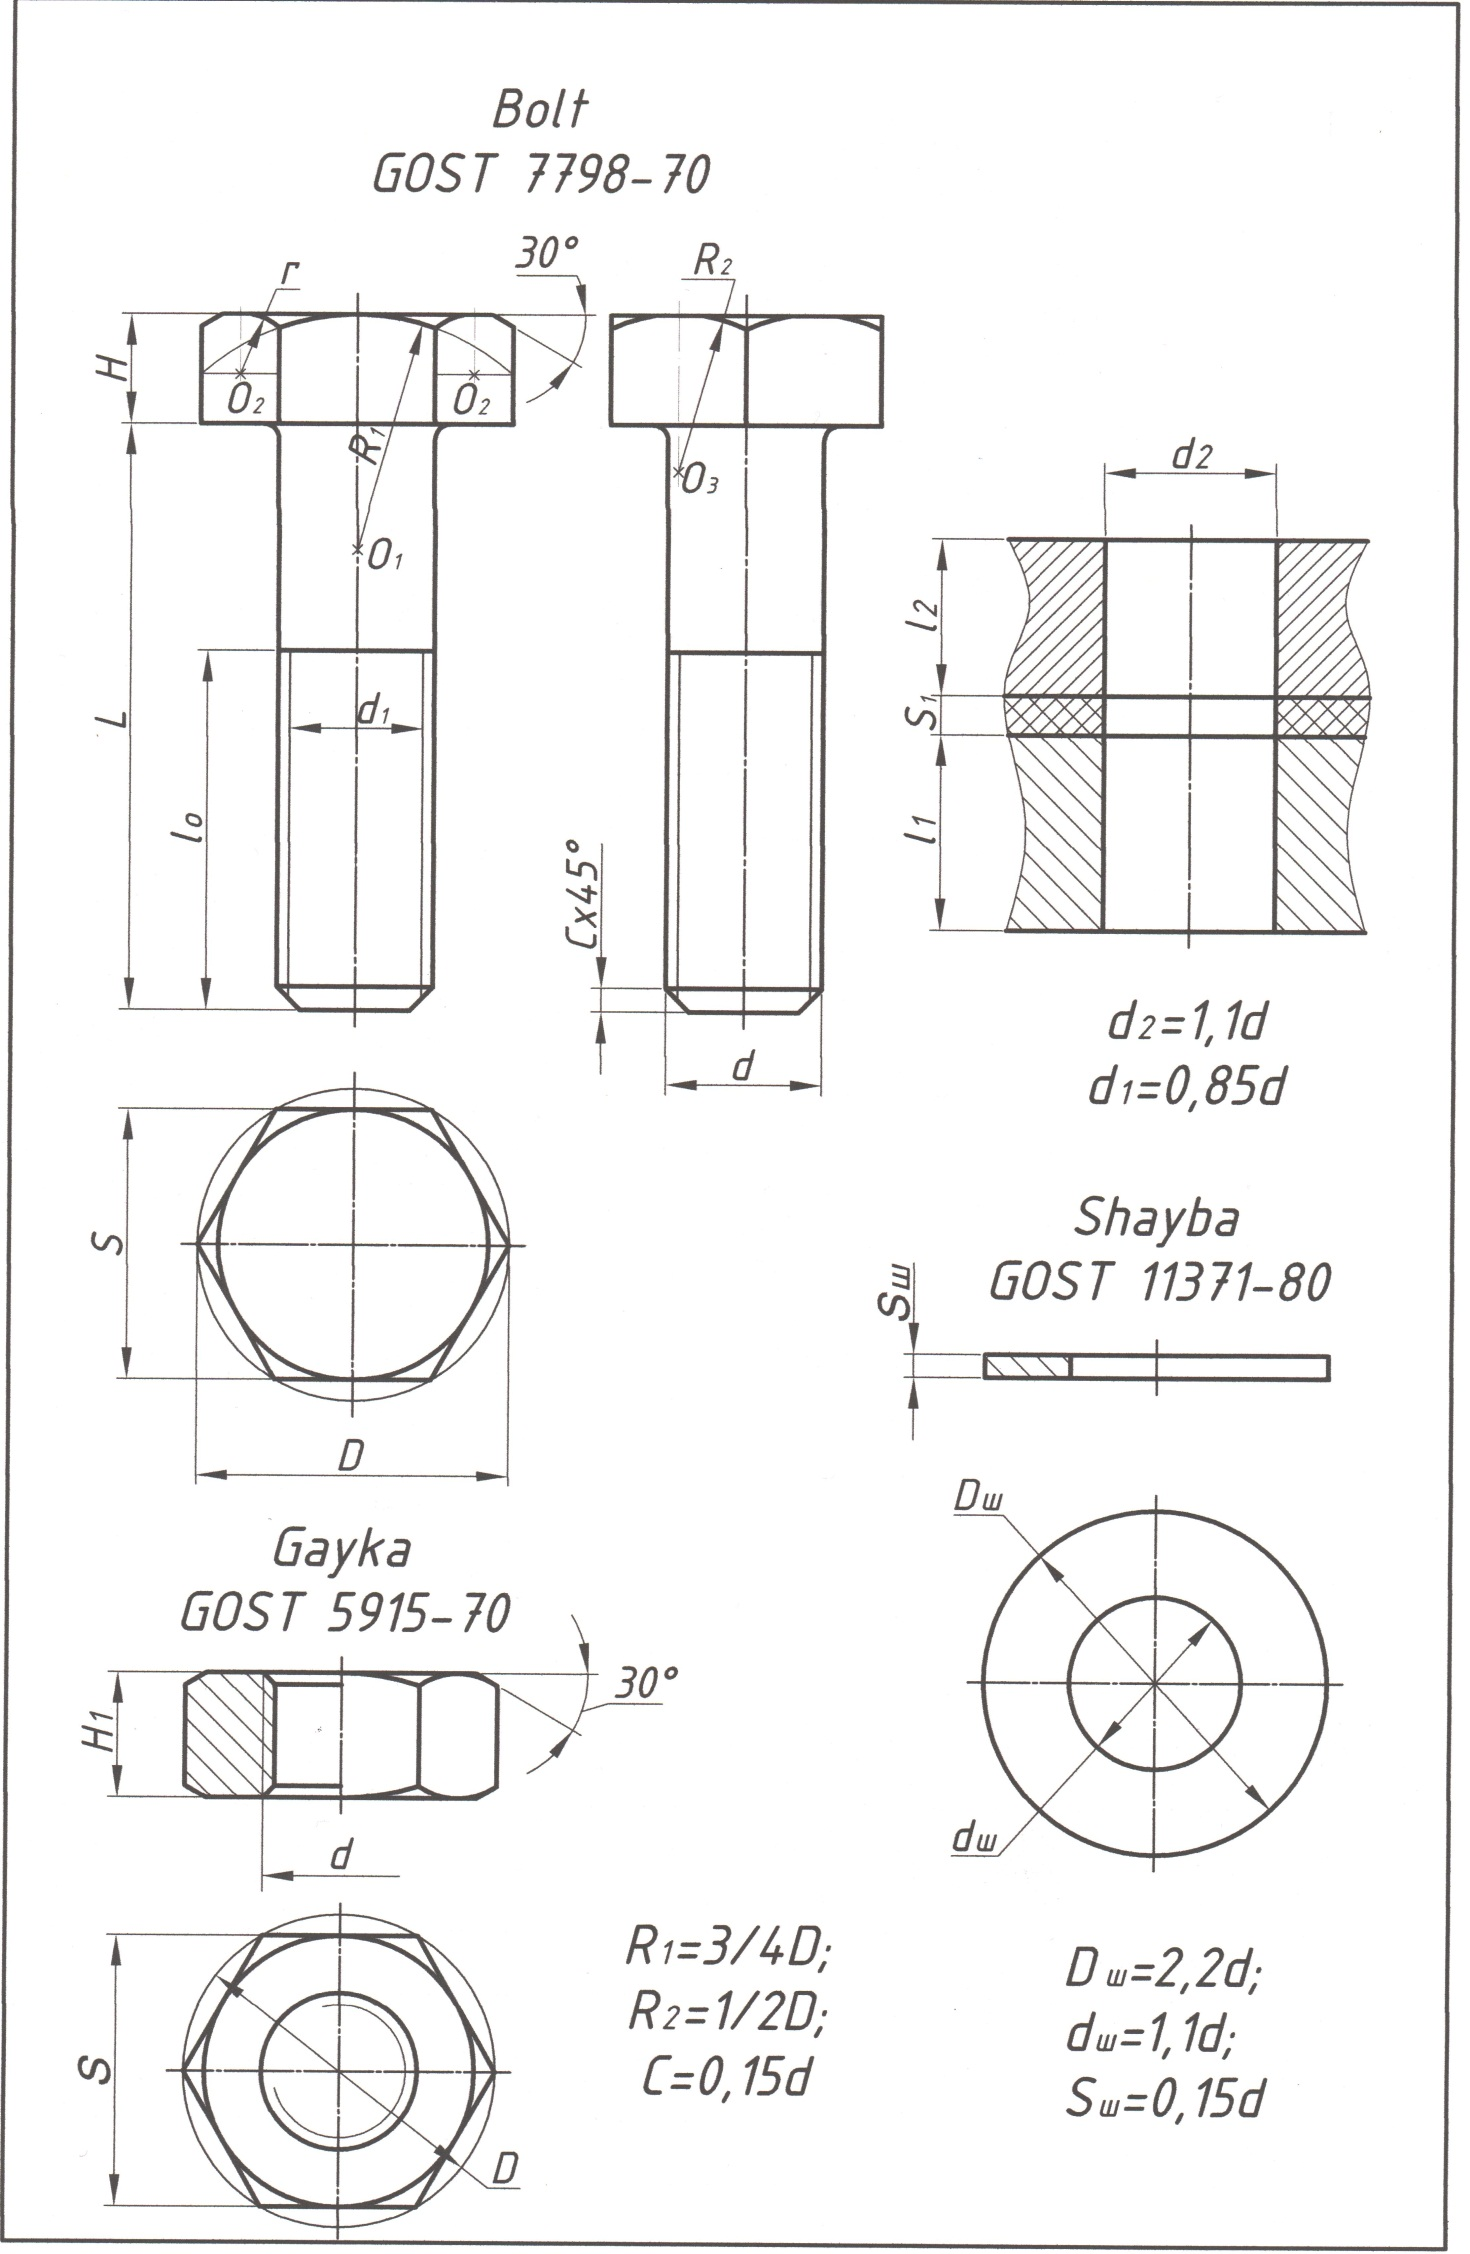 Bolt
GOST 7798-70
r
30°
R2
H
O2
O2
R1
O3
O1
d2
l2
S1
l1
L
d1
l0
Cx45°
d
d2=1,1d
d1=0,85d
S
D
Shayba
GOST 11371-80
Sш
Gayka
GOST 5915-70
30°
H1
d
Dш
dш
S
D
R1=3/4D;
R2=1/2D;
C=0,15d
Dш=2,2d;
dш=1,1d;
Sш=0,15d